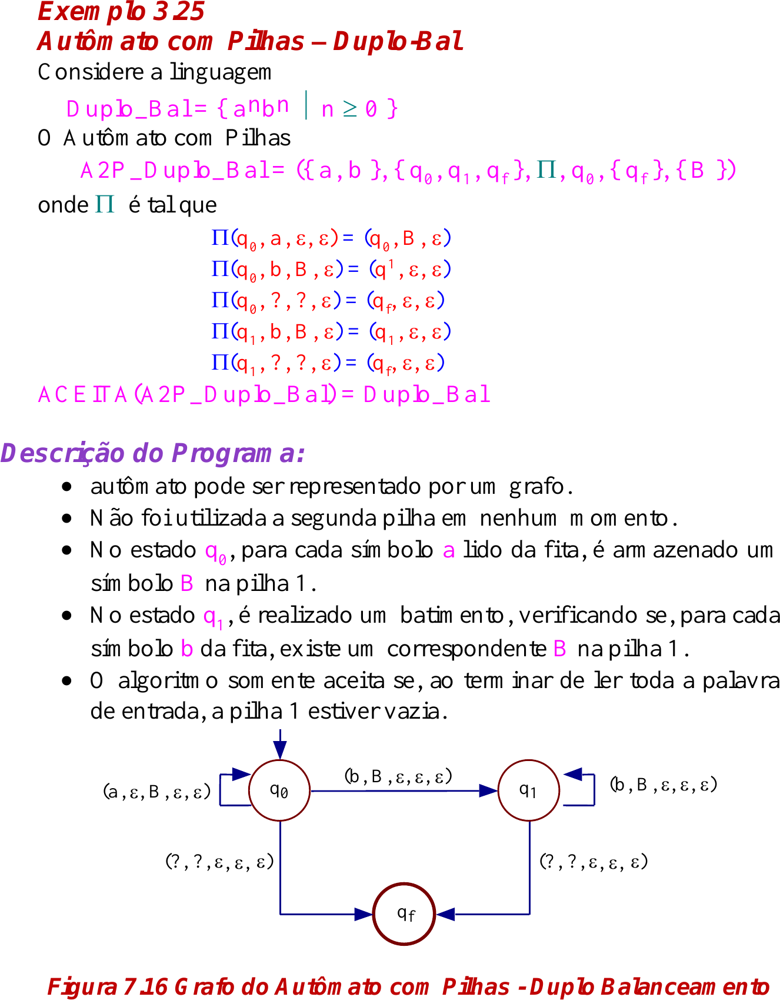 Exemplo 3.25
Autômato com Pilhas – Duplo-Bal
Considere a linguagem
Duplo_Bal = { aⁿbⁿ | n ≥ 0 }
O Autômato com Pilhas
A2P_Duplo_Bal = ({ a, b }, { q₀, q₁, q_f }, Π, q₀, { q_f }, { B })
onde Π é tal que
Π(q₀, a, ε, ε) = (q₀, B, ε)
Π(q₀, b, B, ε) = (q¹, ε, ε)
Π(q₀, ?, ?, ε) = (q_f, ε, ε)
Π(q₁, b, B, ε) = (q₁, ε, ε)
Π(q₁, ?, ?, ε) = (q_f, ε, ε)
ACEITA(A2P_Duplo_Bal) = Duplo_Bal
Descrição do Programa:
• autômato pode ser representado por um grafo.
• Não foi utilizada a segunda pilha em nenhum momento.
• No estado q₀, para cada símbolo a lido da fita, é armazenado um
símbolo B na pilha 1.
• No estado q₁, é realizado um batimento, verificando se, para cada
símbolo b da fita, existe um correspondente B na pilha 1.
• O algoritmo somente aceita se, ao terminar de ler toda a palavra
de entrada, a pilha 1 estiver vazia.
(a, ε, B, ε, ε)
q₀
(b, B, ε, ε, ε)
q₁
(b, B, ε, ε, ε)
(?, ?, ε, ε, ε)
(?, ?, ε, ε, ε)
q_f
Figura 7.16 Grafo do Autômato com Pilhas - Duplo Balanceamento